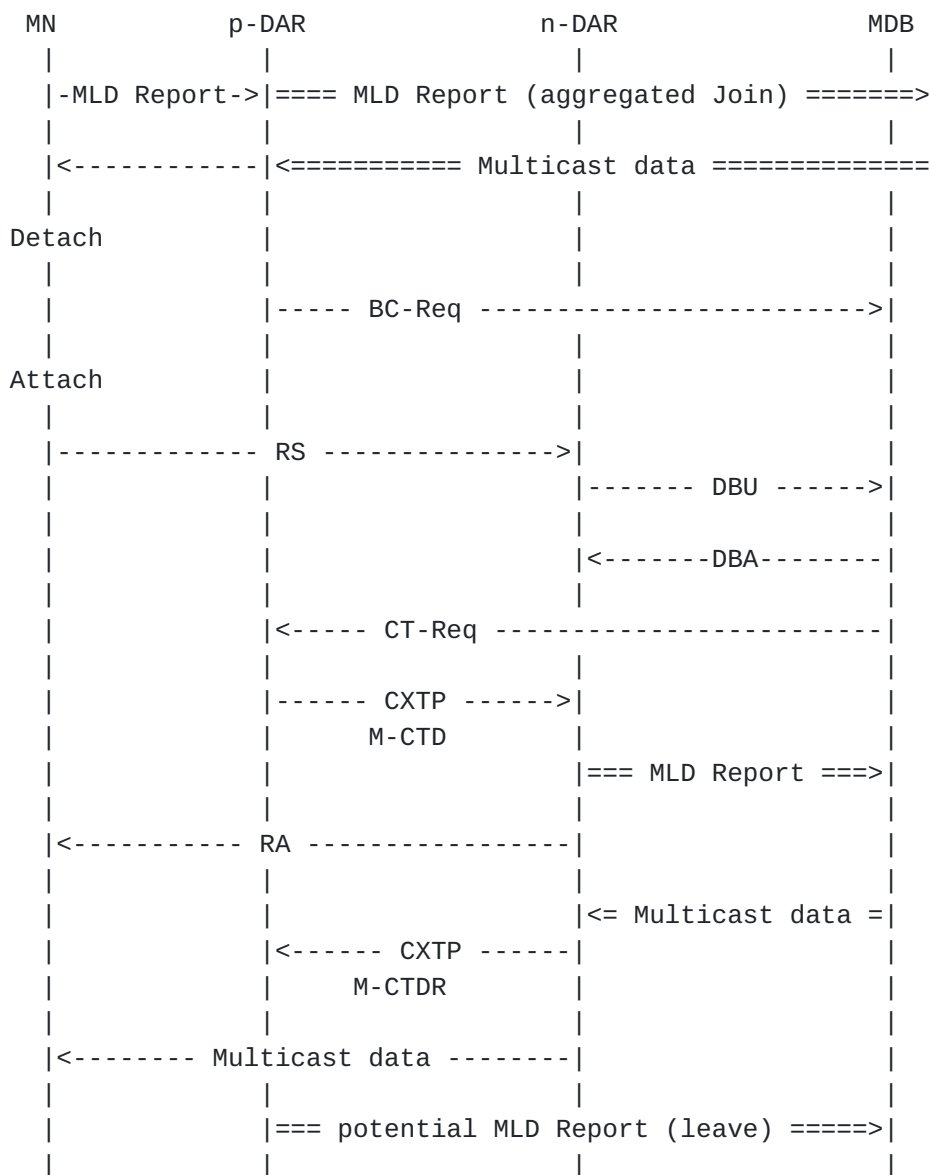 MN p-DAR n-DAR MDB
| | | |
|-MLD Report->|==== MLD Report (aggregated Join) =======>
| | | |
|<------------|<=========== Multicast data ==============
| | | |
Detach | | |
| | | |
| |----- BC-Req ------------------------->|
| | | |
Attach | | |
| | | |
|------------- RS --------------->| |
| | |------- DBU ------>|
| | | |
| | |<-------DBA--------|
| | | |
| |<----- CT-Req -------------------------|
| | | |
| |------ CXTP ------>| |
| | M-CTD | |
| | |=== MLD Report ===>|
| | | |
|<----------- RA -----------------| |
| | | |
| | |<= Multicast data =|
| |<------ CXTP ------| |
| | M-CTDR | |
| | | |
|<-------- Multicast data --------| |
| | | |
| |=== potential MLD Report (leave) =====>|
| | | |